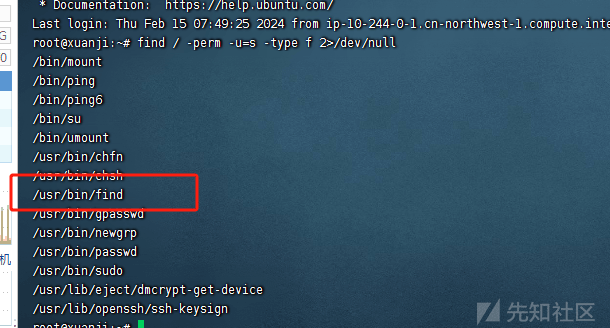 * Documentation:  https://help.ubuntu.com/
Last login: Thu Feb 15 07:49:25 2024 from ip-10-244-0-1.cn-northwest-1.compute.inte
root@xuanji:~# find / -perm -u=s -type f 2>/dev/null
/bin/mount
/bin/ping
/bin/ping6
/bin/su
/bin/umount
/usr/bin/chfn
/usr/bin/chsh
/usr/bin/find
/usr/bin/gpasswd
/usr/bin/newgrp
/usr/bin/passwd
机
/usr/bin/sudo
/usr/lib/eject/dmcrypt-get-device
/usr/lib/openssh/ssh-keysign
root@xuanji:~#
先知社区
G
0